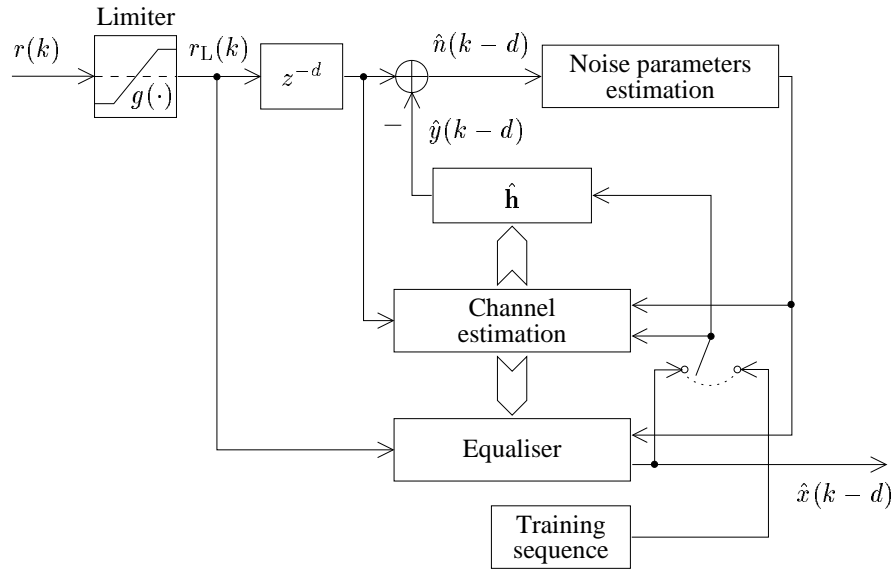 Limiter
r(k)
g(·)
r_L(k)
z^{-d}
n̂(k − d)
Noise parameters
estimation
−
ŷ(k − d)
ĥ
Channel
estimation
Equaliser
x̂(k − d)
Training
sequence